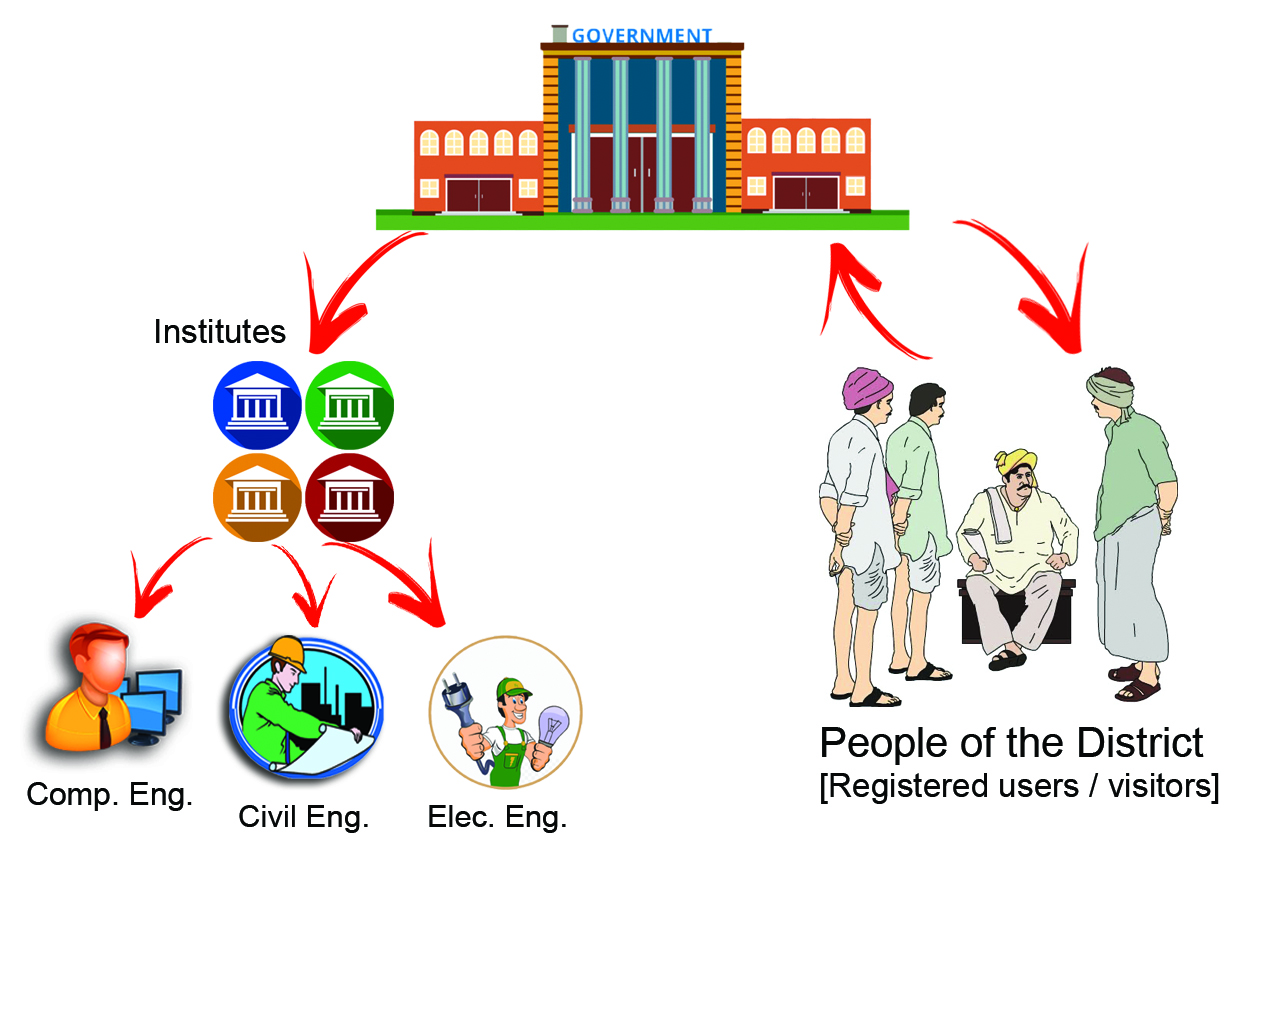 GOVERNMENT
Institutes
Comp. Eng.
Civil Eng.
Elec. Eng.
People of the District
[Registered users / visitors]